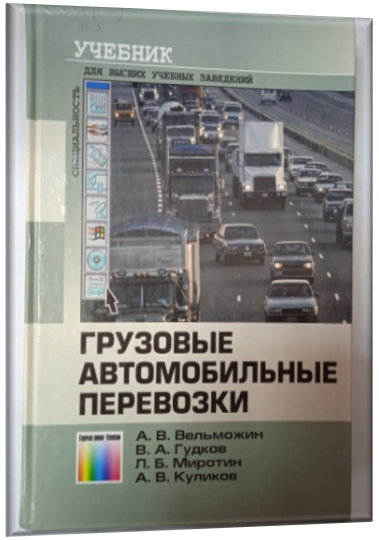 УЧЕБНИК
ДЛЯ ВЫСШИХ УЧЕБНЫХ ЗАВЕДЕНИЙ
СПЕЦИАЛЬНОСТЬ
ГРУЗОВЫЕ
АВТОМОБИЛЬНЫЕ
ПЕРЕВОЗКИ
А. В. Вельможин
В. А. Гудков
Л. Б. Миротин
А. В. Куликов